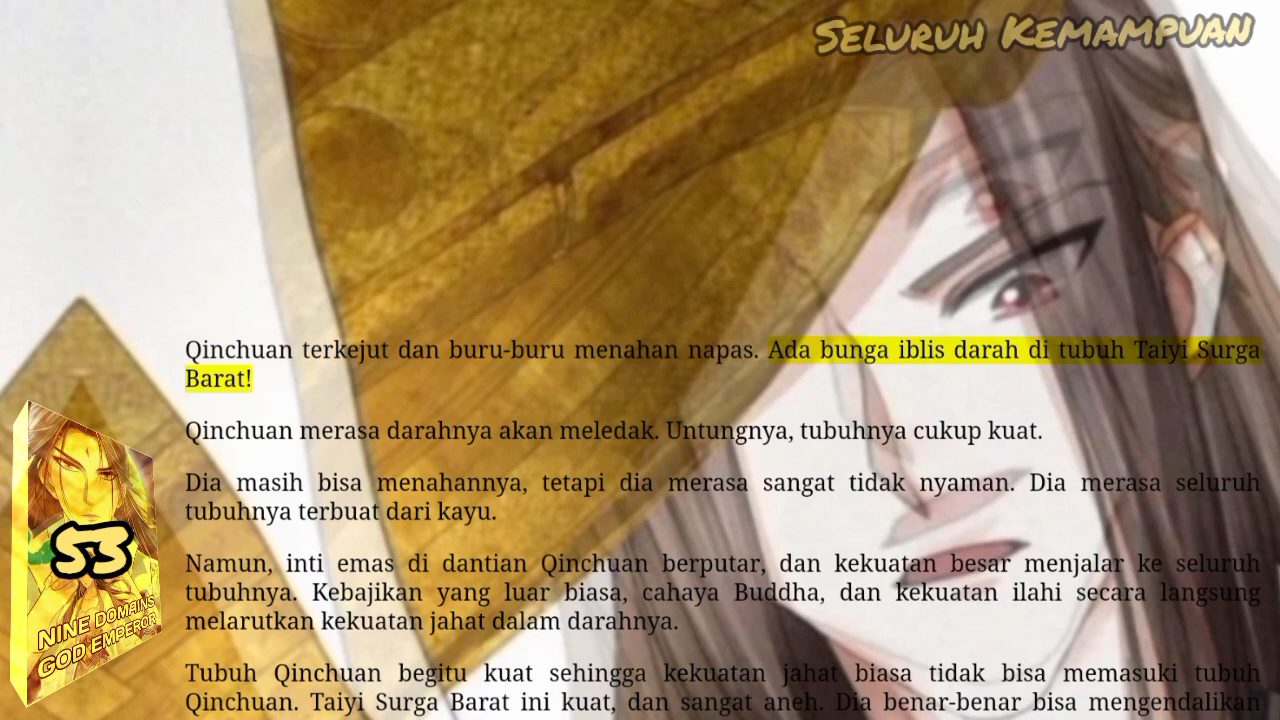 Seluruh Kemampuan
Qinchuan terkejut dan buru-buru menahan napas. Ada bunga iblis darah di tubuh Taiyi Surga
Barat!
Qinchuan merasa darahnya akan meledak. Untungnya, tubuhnya cukup kuat.
Dia masih bisa menahannya, tetapi dia merasa sangat tidak nyaman. Dia merasa seluruh
tubuhnya terbuat dari kayu.
Namun, inti emas di dantian Qinchuan berputar, dan kekuatan besar menjalar ke seluruh
tubuhnya. Kebajikan yang luar biasa, cahaya Buddha, dan kekuatan ilahi secara langsung
melarutkan kekuatan jahat dalam darahnya.
Tubuh Qinchuan begitu kuat sehingga kekuatan jahat biasa tidak bisa memasuki tubuh
Qinchuan. Taiyi Surga Barat ini kuat, dan sangat aneh. Dia benar-benar bisa mengendalikan
53
NINE DOMAINS
GOD EMPEROR